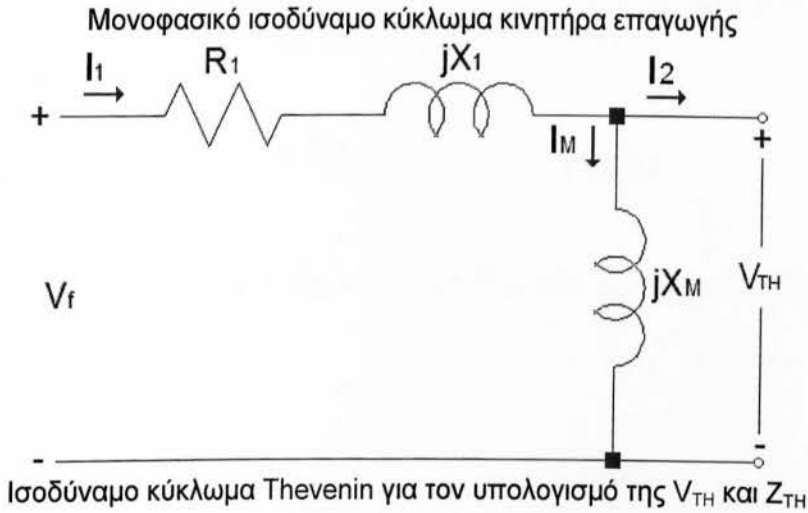 Μονοφασικό ισοδύναμο κύκλωμα κινητήρα επαγωγής
I1 R1 jX1 I2
+ IM +
Vf jXM VTH
- -
Ισοδύναμο κύκλωμα Thevenin για τον υπολογισμό της VTH και ZTH